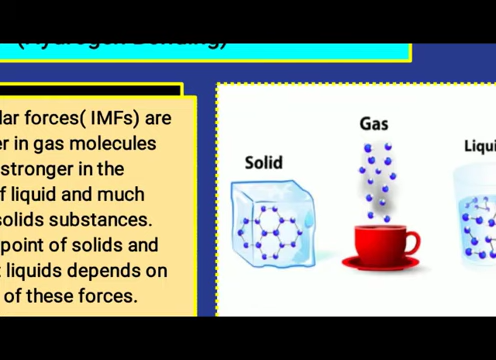 (Hydrogen Bonding)
lar forces( IMFs) are
er in gas molecules
stronger in the
f liquid and much
solids substances.
point of solids and
t liquids depends on
of these forces.
Solid
Gas
Liqui